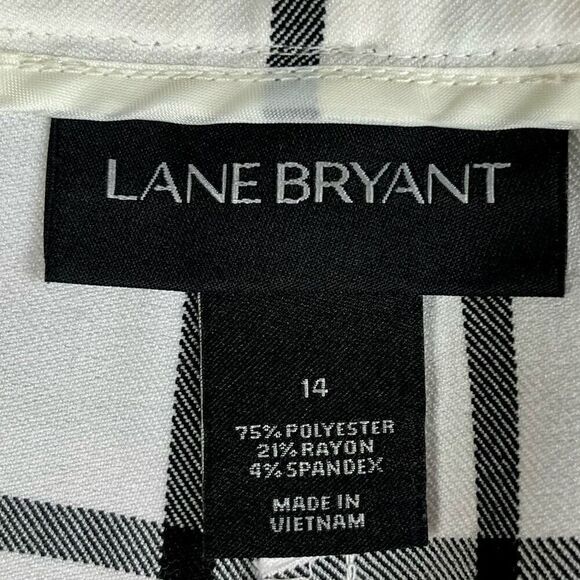 LANE BRYANT
14
75% POLYESTER
21% RAYON
4% SPANDEX
MADE IN
VIETNAM